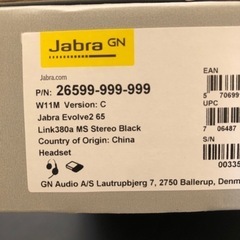 Jabra GN
Jabra.com
P/N: 26599-999-999
W11M Version: C
Jabra Evolve2 65
Link380a MS Stereo Black
Country of Origin: China
Headset
GN Audio A/S Lautrupbjerg 7, 2750 Ballerup, Denm
EAN
5 70699
UPC
7 06487
S/N
00335